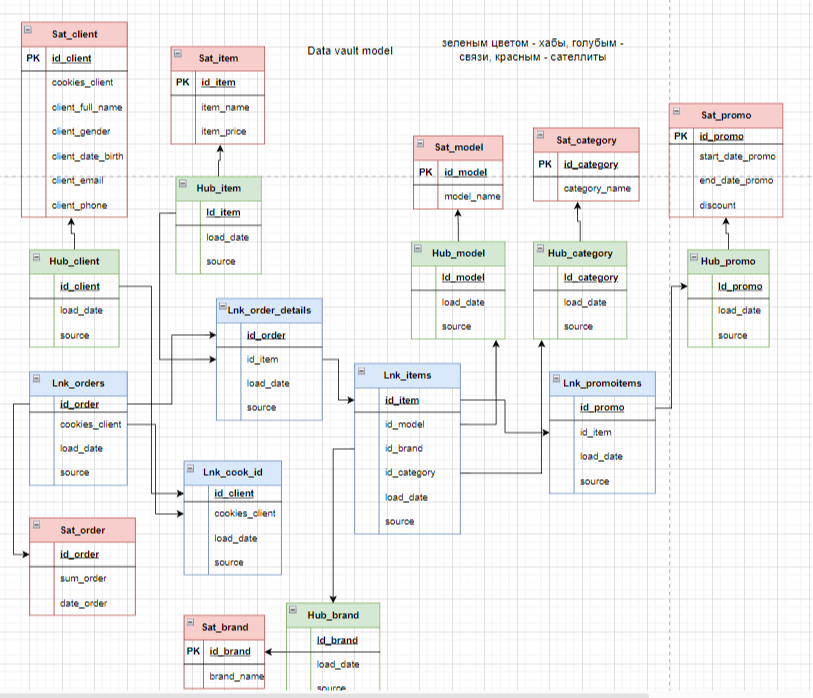 Data vault model
зеленым цветом - хабы, голубым -
связи, красным - сателлиты
Sat_client
PK id_client
cookies_client
client_full_name
client_gender
client_date_birth
client_email
client_phone
Sat_item
PK id_item
item_name
item_price
Sat_model
PK id_model
model_name
Sat_category
PK id_category
category_name
Sat_promo
PK id_promo
start_date_promo
end_date_promo
discount
Hub_item
Id_item
load_date
source
Hub_client
id_client
load_date
source
Hub_model
Id_model
load_date
source
Hub_category
Id_category
load_date
source
Hub_promo
Id_promo
load_date
source
Lnk_order_details
id_order
id_item
load_date
source
Lnk_orders
id_order
cookies_client
load_date
source
Lnk_items
id_item
id_model
id_brand
id_category
load_date
source
Lnk_promoitems
id_promo
id_item
load_date
source
Lnk_cook_id
id_client
cookies_client
load_date
source
Sat_order
id_order
sum_order
date_order
Sat_brand
PK id_brand
brand_name
Hub_brand
Id_brand
load_date
source